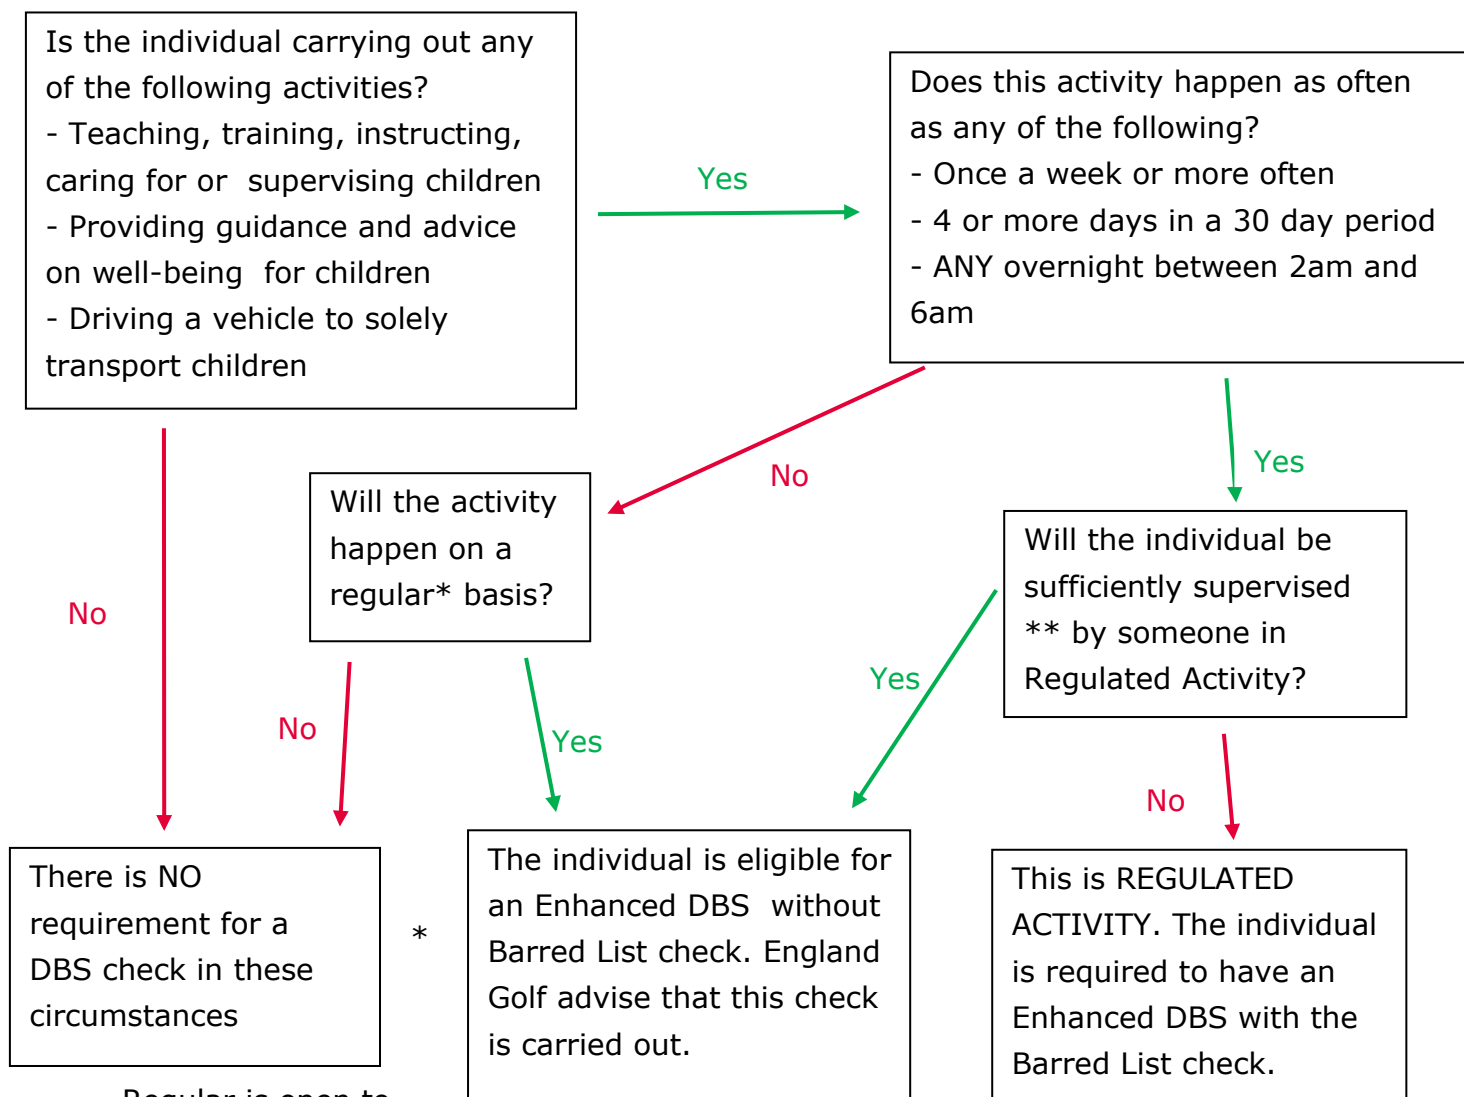 Is the individual carrying out any
of the following activities?
- Teaching, training, instructing,
caring for or supervising children
- Providing guidance and advice
on well-being for children
- Driving a vehicle to solely
transport children
Yes
Does this activity happen as often
as any of the following?
- Once a week or more often
- 4 or more days in a 30 day period
- ANY overnight between 2am and
6am
No
Yes
Will the activity
happen on a
regular* basis?
Will the individual be
sufficiently supervised
** by someone in
Regulated Activity?
No
No
Yes
Yes
No
There is NO
requirement for a
DBS check in these
circumstances
*
The individual is eligible for
an Enhanced DBS without
Barred List check. England
Golf advise that this check
is carried out.
This is REGULATED
ACTIVITY. The individual
is required to have an
Enhanced DBS with the
Barred List check.
Regular is open to